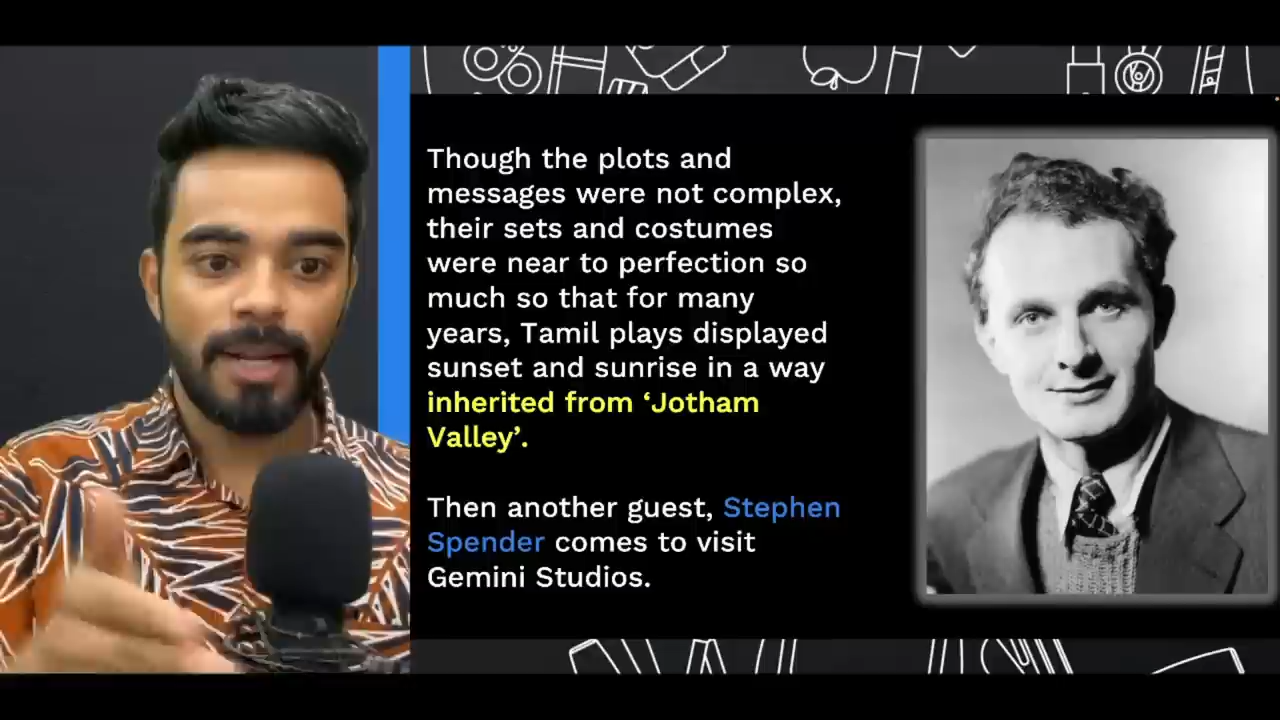 Though the plots and
messages were not complex,
their sets and costumes
were near to perfection so
much so that for many
years, Tamil plays displayed
sunset and sunrise in a way
inherited from ‘Jotham
Valley’.
Then another guest, Stephen
Spender comes to visit
Gemini Studios.